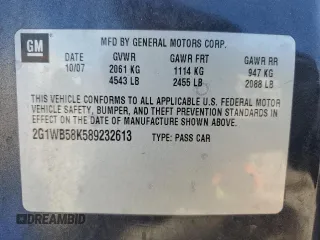 GM
MFD BY GENERAL MOTORS CORP.
DATE GVWR GAWR FRT GAWR RR
10/07 2061 KG 1114 KG 947 KG
4543 LB 2455 LB 2088 LB
THIS VEHICLE CONFORMS TO ALL APPLICABLE U.S. FEDERAL MOTOR
VEHICLE SAFETY, BUMPER, AND THEFT PREVENTION STANDARDS IN
EFFECT ON THE DATE OF MANUFACTURE SHOWN ABOVE.
2G1WB58K589232613 TYPE: PASS CAR
DREAMBID